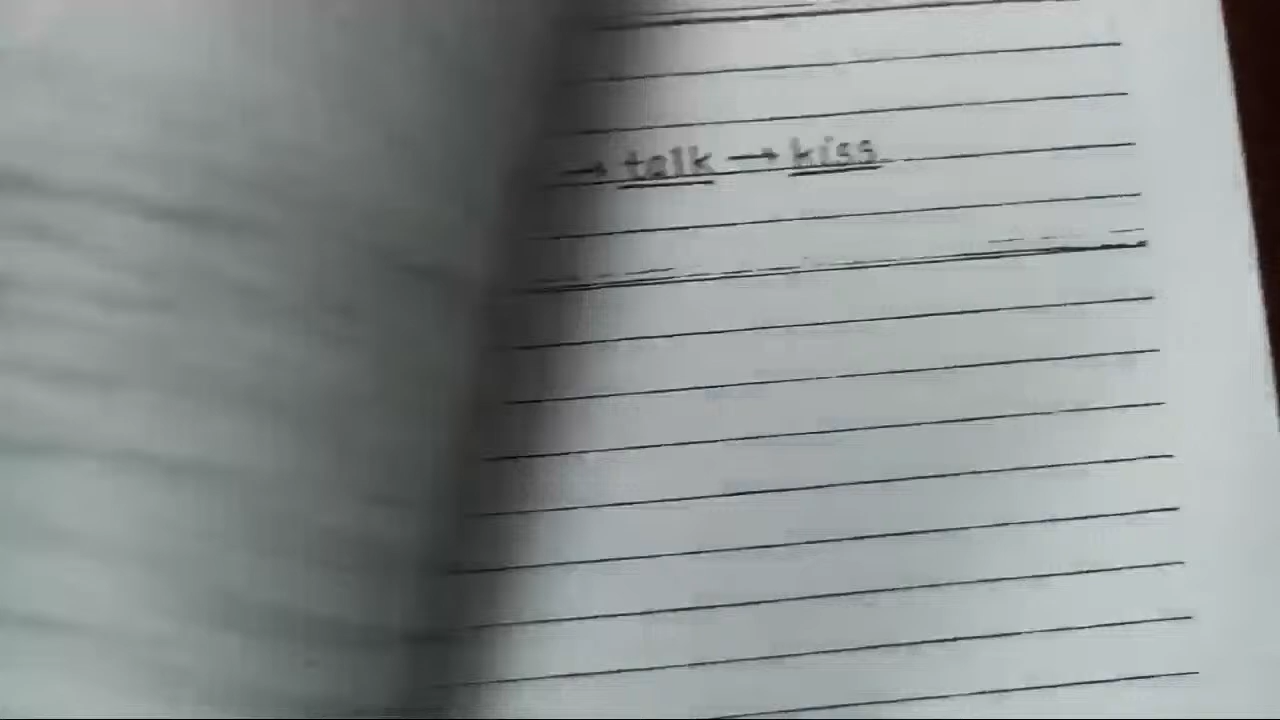 → talk → kiss